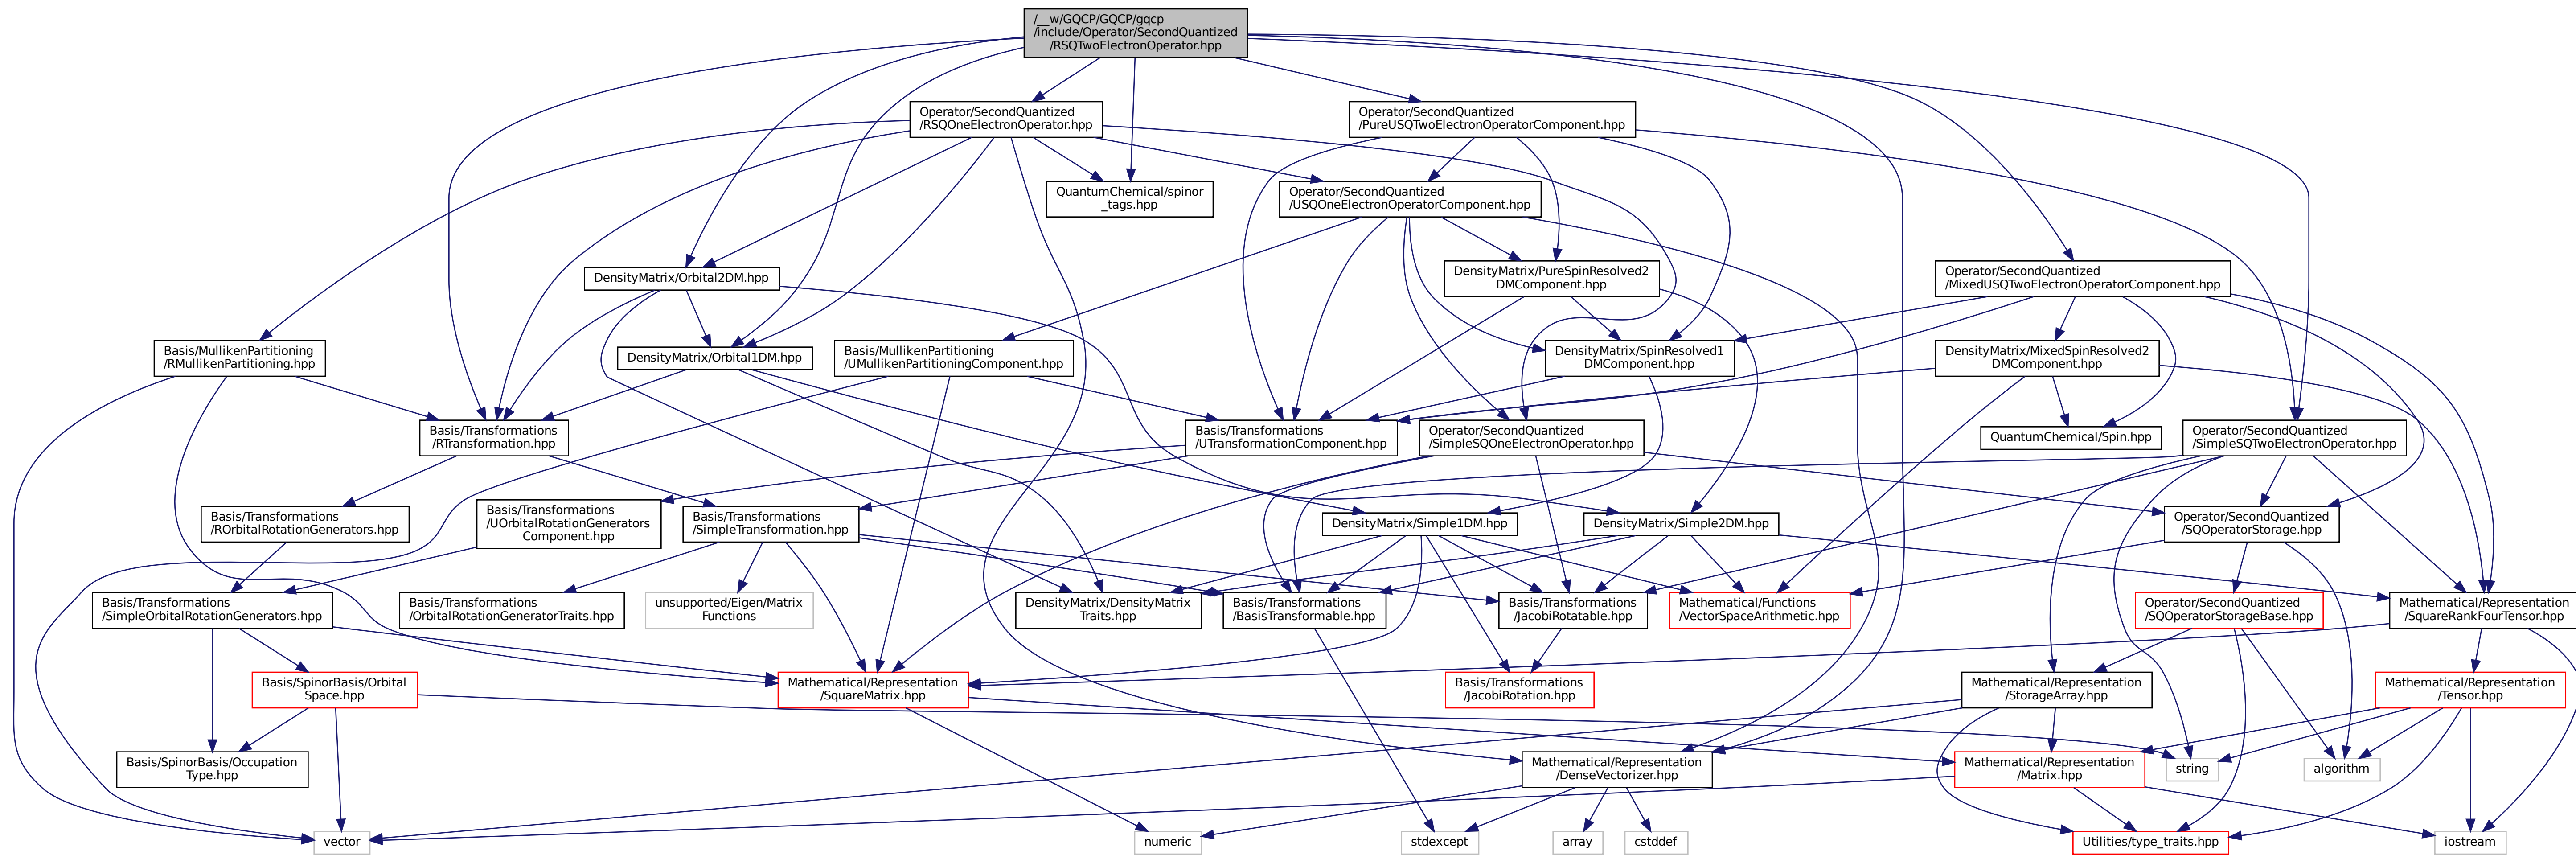 /__w/GQCP/GQCP/gqcp
/include/Operator/SecondQuantized
/RSQTwoElectronOperator.hpp
Operator/SecondQuantized
/RSQOneElectronOperator.hpp
Operator/SecondQuantized
/PureUSQTwoElectronOperatorComponent.hpp
QuantumChemical/spinor
_tags.hpp
Operator/SecondQuantized
/USQOneElectronOperatorComponent.hpp
DensityMatrix/Orbital2DM.hpp
DensityMatrix/PureSpinResolved2
DMComponent.hpp
Operator/SecondQuantized
/MixedUSQTwoElectronOperatorComponent.hpp
Basis/MullikenPartitioning
/RMullikenPartitioning.hpp
DensityMatrix/Orbital1DM.hpp
Basis/MullikenPartitioning
/UMullikenPartitioningComponent.hpp
DensityMatrix/SpinResolved1
DMComponent.hpp
DensityMatrix/MixedSpinResolved2
DMComponent.hpp
Basis/Transformations
/RTransformation.hpp
Basis/Transformations
/UTransformationComponent.hpp
Operator/SecondQuantized
/SimpleSQOneElectronOperator.hpp
QuantumChemical/Spin.hpp
Operator/SecondQuantized
/SimpleSQTwoElectronOperator.hpp
Basis/Transformations
/ROrbitalRotationGenerators.hpp
Basis/Transformations
/UOrbitalRotationGenerators
Component.hpp
Basis/Transformations
/SimpleTransformation.hpp
DensityMatrix/Simple1DM.hpp
DensityMatrix/Simple2DM.hpp
Operator/SecondQuantized
/SQOperatorStorage.hpp
Basis/Transformations
/SimpleOrbitalRotationGenerators.hpp
Basis/Transformations
/OrbitalRotationGeneratorTraits.hpp
unsupported/Eigen/Matrix
Functions
DensityMatrix/DensityMatrix
Traits.hpp
Basis/Transformations
/BasisTransformable.hpp
Basis/Transformations
/JacobiRotatable.hpp
Mathematical/Functions
/VectorSpaceArithmetic.hpp
Operator/SecondQuantized
/SQOperatorStorageBase.hpp
Mathematical/Representation
/SquareRankFourTensor.hpp
Basis/SpinorBasis/Orbital
Space.hpp
Mathematical/Representation
/SquareMatrix.hpp
Basis/Transformations
/JacobiRotation.hpp
Mathematical/Representation
/StorageArray.hpp
Mathematical/Representation
/Tensor.hpp
Basis/SpinorBasis/Occupation
Type.hpp
Mathematical/Representation
/DenseVectorizer.hpp
Mathematical/Representation
/Matrix.hpp
string
algorithm
vector
numeric
stdexcept
array
cstddef
Utilities/type_traits.hpp
iostream